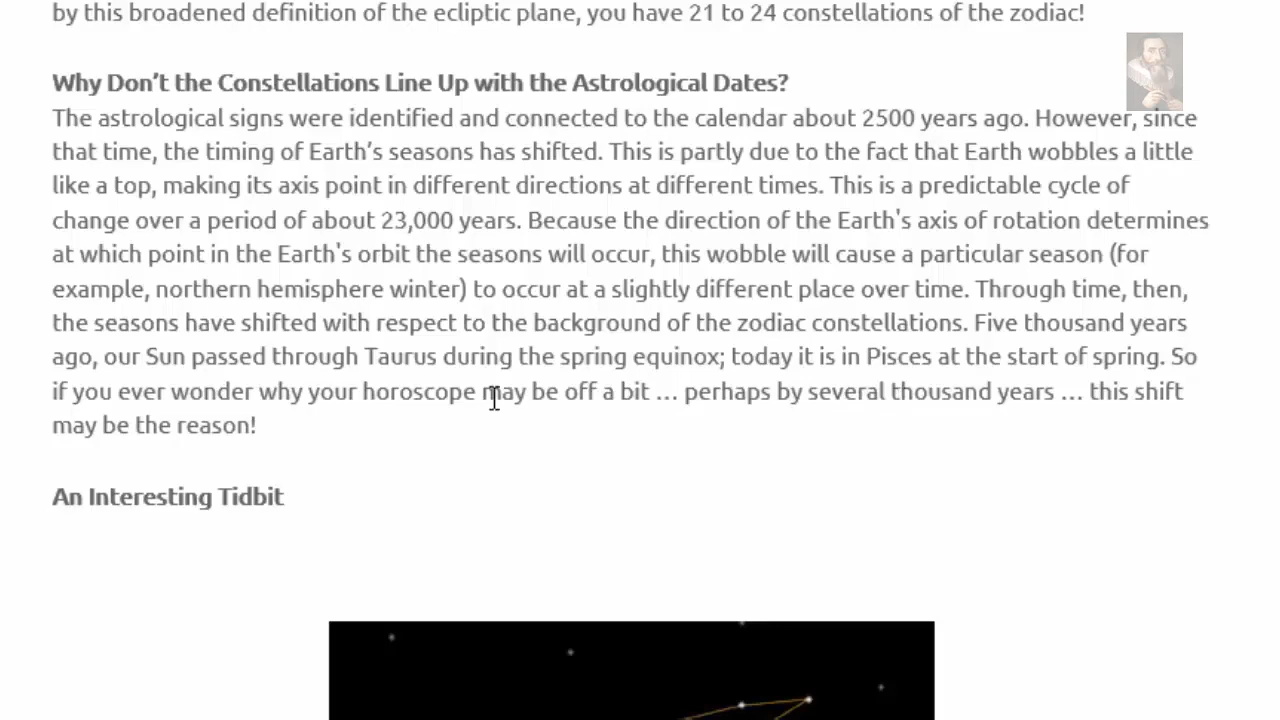 by this broadened definition of the ecliptic plane, you have 21 to 24 constellations of the zodiac!
Why Don’t the Constellations Line Up with the Astrological Dates?
The astrological signs were identified and connected to the calendar about 2500 years ago. However, since
that time, the timing of Earth’s seasons has shifted. This is partly due to the fact that Earth wobbles a little
like a top, making its axis point in different directions at different times. This is a predictable cycle of
change over a period of about 23,000 years. Because the direction of the Earth's axis of rotation determines
at which point in the Earth's orbit the seasons will occur, this wobble will cause a particular season (for
example, northern hemisphere winter) to occur at a slightly different place over time. Through time, then,
the seasons have shifted with respect to the background of the zodiac constellations. Five thousand years
ago, our Sun passed through Taurus during the spring equinox; today it is in Pisces at the start of spring. So
if you ever wonder why your horoscope may be off a bit … perhaps by several thousand years … this shift
may be the reason!
An Interesting Tidbit